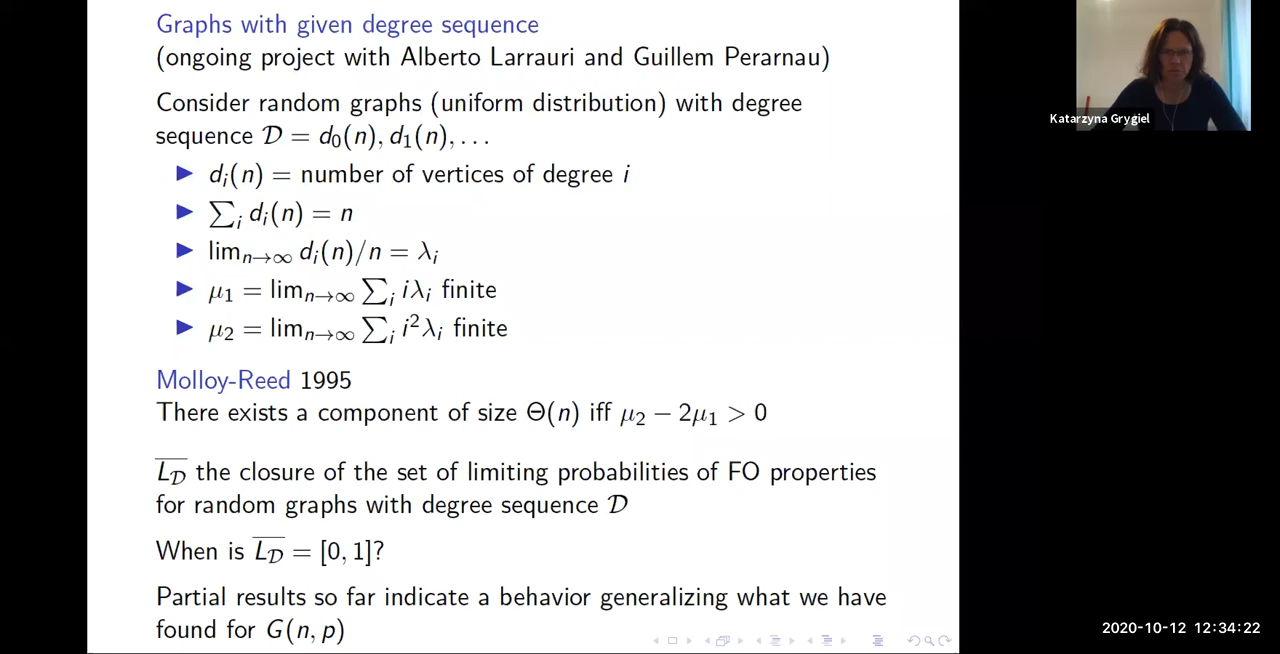 Graphs with given degree sequence
(ongoing project with Alberto Larrauri and Guillem Perarnau)
Consider random graphs (uniform distribution) with degree
sequence 𝒟 = d₀(n), d₁(n), . . .
▶ dᵢ(n) = number of vertices of degree i
▶ ∑ᵢ dᵢ(n) = n
▶ limₙ→∞ dᵢ(n)/n = λᵢ
▶ μ₁ = limₙ→∞ ∑ᵢ iλᵢ finite
▶ μ₂ = limₙ→∞ ∑ᵢ i²λᵢ finite
Molloy-Reed 1995
There exists a component of size Θ(n) iff μ₂ − 2μ₁ > 0
\overline{L_𝒟} the closure of the set of limiting probabilities of FO properties
for random graphs with degree sequence 𝒟
When is \overline{L_𝒟} = [0, 1]?
Partial results so far indicate a behavior generalizing what we have
found for G(n, p)
Katarzyna Grygiel
2020-10-12 12:34:22